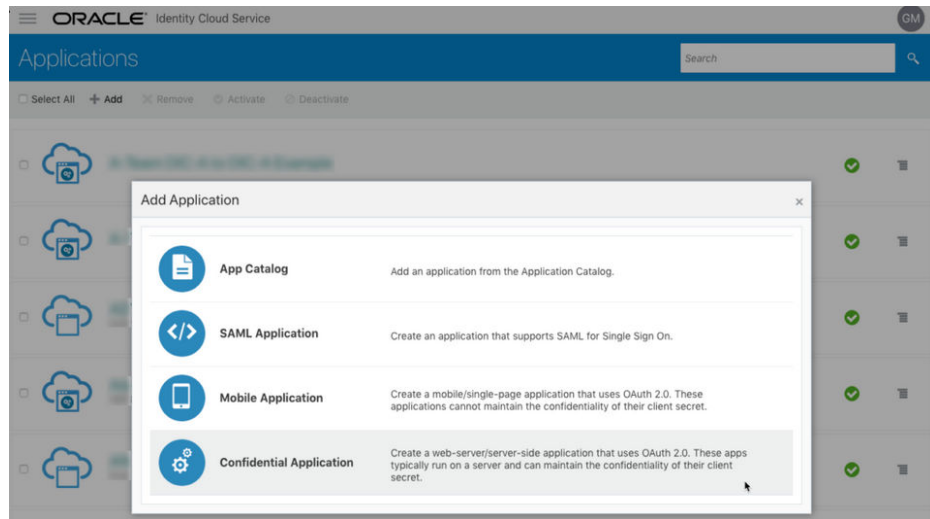 ORACLE® Identity Cloud Service
GM
Applications
Search
Select All Add Remove Activate Deactivate
Add Application
×
App Catalog
Add an application from the Application Catalog.
SAML Application
Create an application that supports SAML for Single Sign On.
Mobile Application
Create a mobile/single-page application that uses OAuth 2.0. These
applications cannot maintain the confidentiality of their client secret.
Confidential Application
Create a web-server/server-side application that uses OAuth 2.0. These apps
typically run on a server and can maintain the confidentiality of their client
secret.